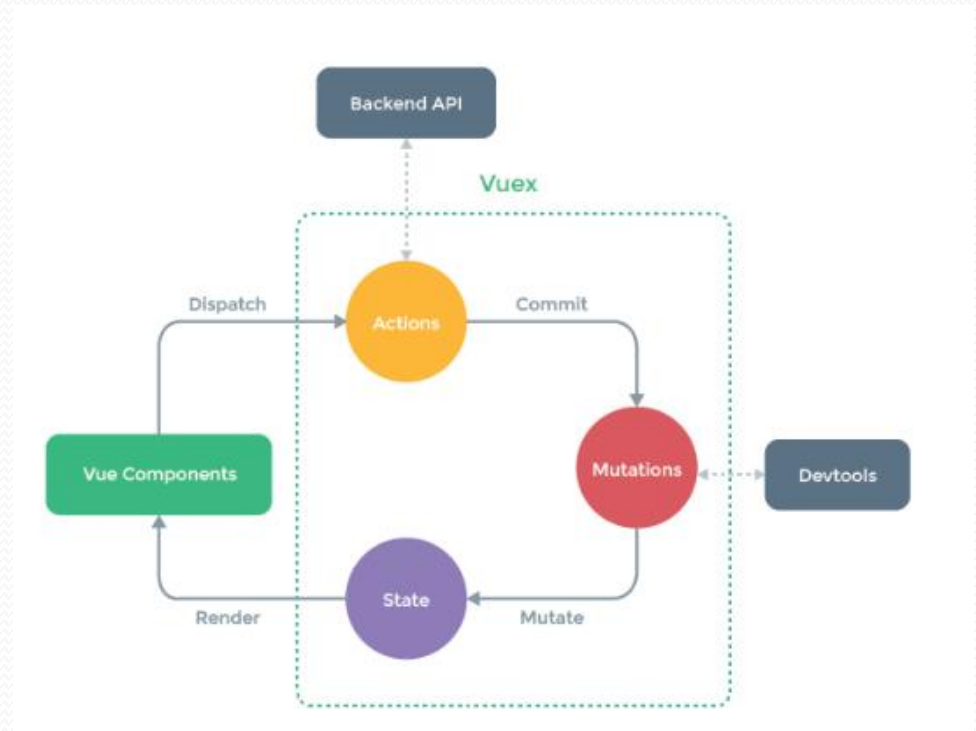 Backend API
Vuex
Dispatch
Commit
Actions
Vue Components
Mutations
Devtools
State
Render
Mutate